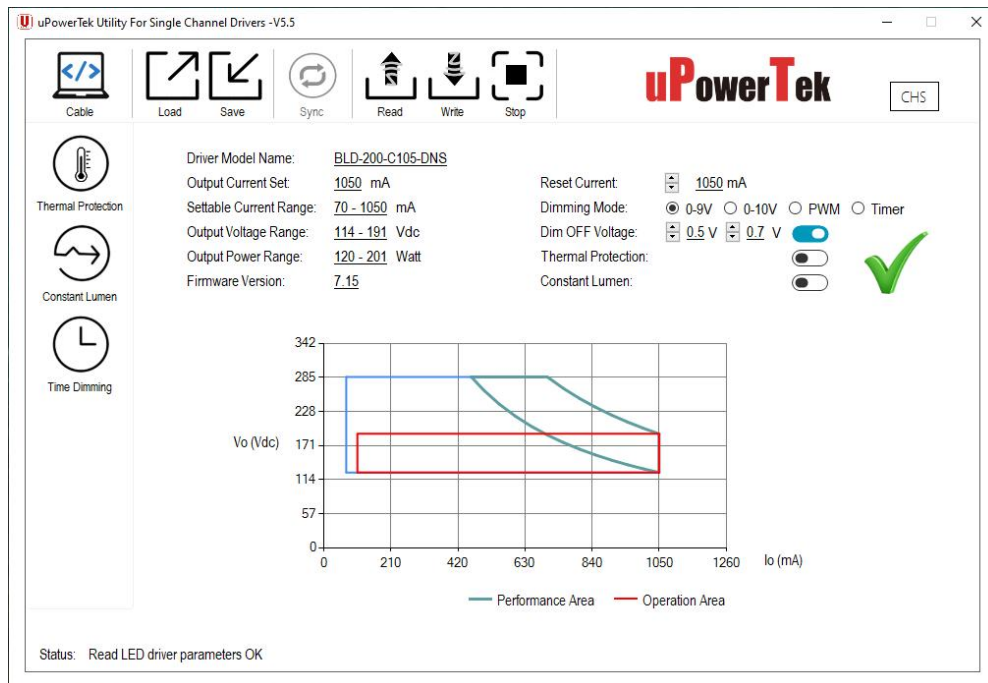 uPowerTek Utility For Single Channel Drivers -V5.5
Cable Load Save Sync Read Write Stop
uPowerTek
CHS
Thermal Protection
Constant Lumen
Time Dimming
Driver Model Name: BLD-200-C105-DNS
Output Current Set: 1050 mA
Settable Current Range: 70 - 1050 mA
Output Voltage Range: 114 - 191 Vdc
Output Power Range: 120 - 201 Watt
Firmware Version: 7.15
Reset Current: 1050 mA
Dimming Mode: 0-9V 0-10V PWM Timer
Dim OFF Voltage: 0.5 V 0.7 V
Thermal Protection:
Constant Lumen:
342
285
228
Vo (Vdc) 171
114
57
0
0 210 420 630 840 1050 1260 Io (mA)
Performance Area Operation Area
Status: Read LED driver parameters OK